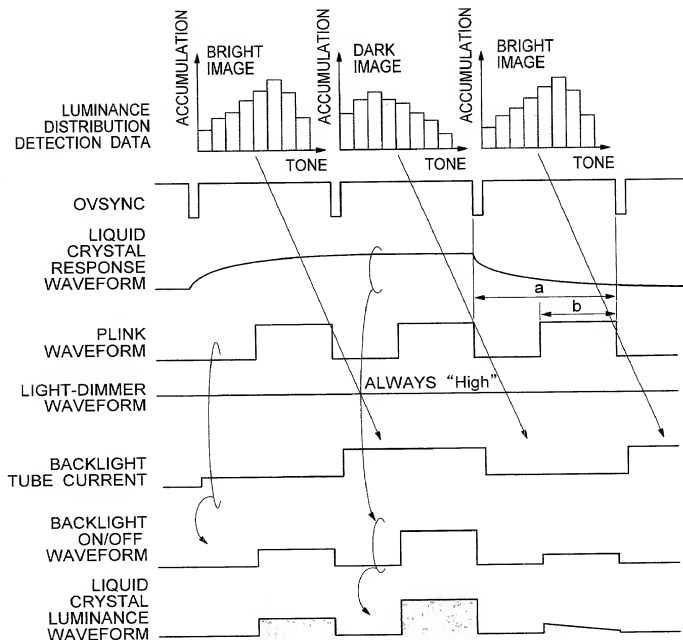 ACCUMULATION
BRIGHT
IMAGE
TONE
ACCUMULATION
DARK
IMAGE
TONE
ACCUMULATION
BRIGHT
IMAGE
TONE
LUMINANCE
DISTRIBUTION
DETECTION DATA
OVSYNC
LIQUID
CRYSTAL
RESPONSE
WAVEFORM
a
b
PLINK
WAVEFORM
ALWAYS “High”
LIGHT-DIMMER
WAVEFORM
BACKLIGHT
TUBE CURRENT
BACKLIGHT
ON/OFF
WAVEFORM
LIQUID
CRYSTAL
LUMINANCE
WAVEFORM